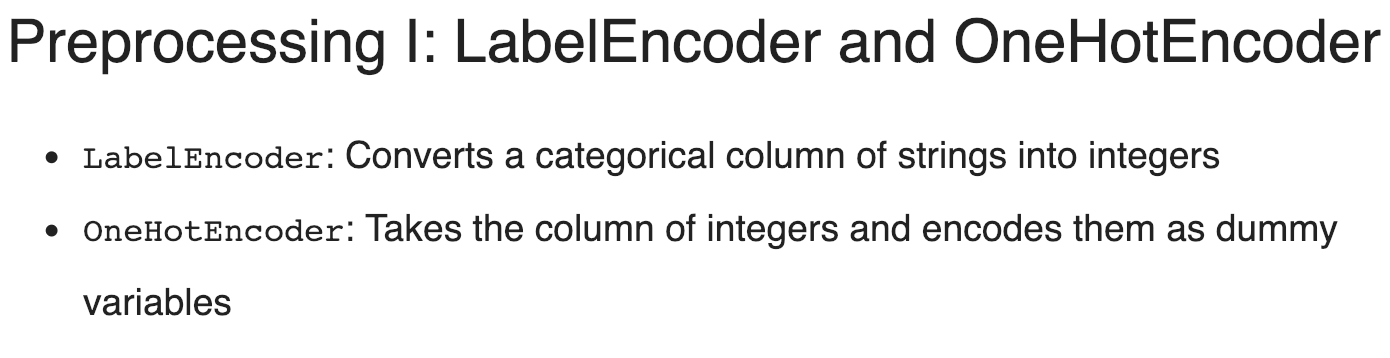 Preprocessing I: LabelEncoder and OneHotEncoder
• LabelEncoder: Converts a categorical column of strings into integers
• OneHotEncoder: Takes the column of integers and encodes them as dummy
variables